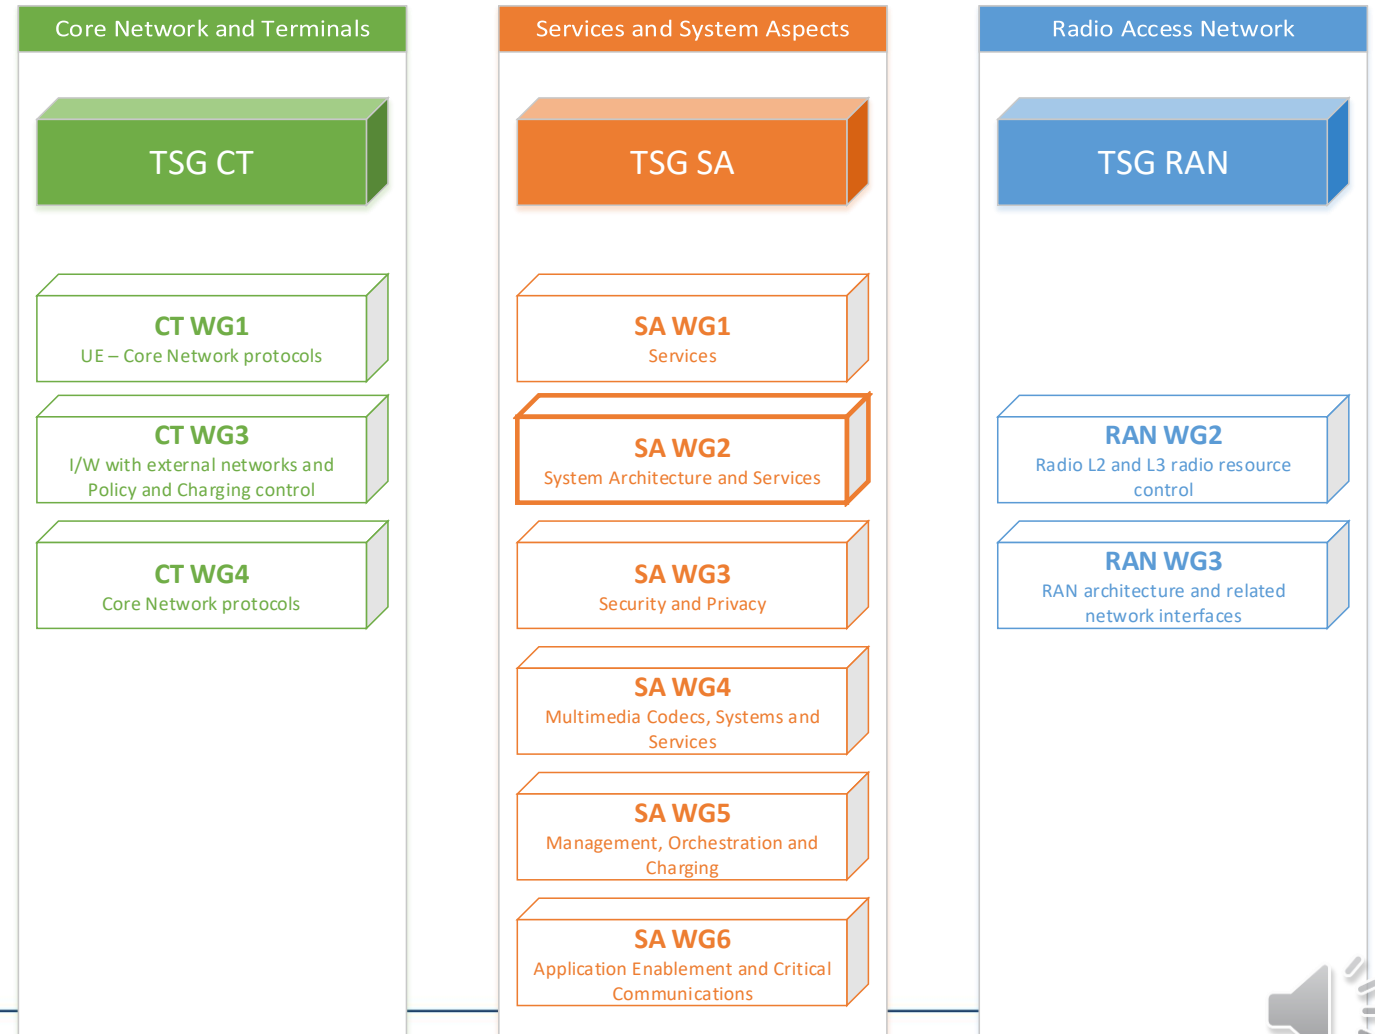 Core Network and Terminals
TSG CT
CT WG1
UE – Core Network protocols
CT WG3
I/W with external networks and
Policy and Charging control
CT WG4
Core Network protocols
Services and System Aspects
TSG SA
SA WG1
Services
SA WG2
System Architecture and Services
SA WG3
Security and Privacy
SA WG4
Multimedia Codecs, Systems and
Services
SA WG5
Management, Orchestration and
Charging
SA WG6
Application Enablement and Critical
Communications
Radio Access Network
TSG RAN
RAN WG2
Radio L2 and L3 radio resource
control
RAN WG3
RAN architecture and related
network interfaces